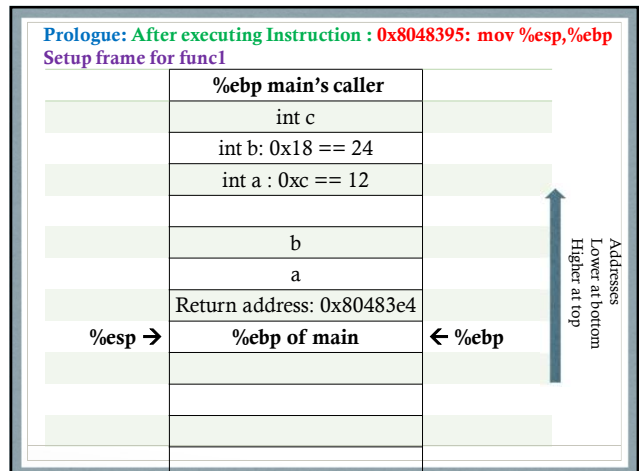 Prologue: After executing Instruction : 0x8048395: mov %esp,%ebp
Setup frame for func1
%ebp main's caller
int c
int b: 0x18 == 24
int a : 0xc == 12
b
a
Return address: 0x80483e4
%esp → %ebp of main ← %ebp
Addresses
Lower at bottom
Higher at top